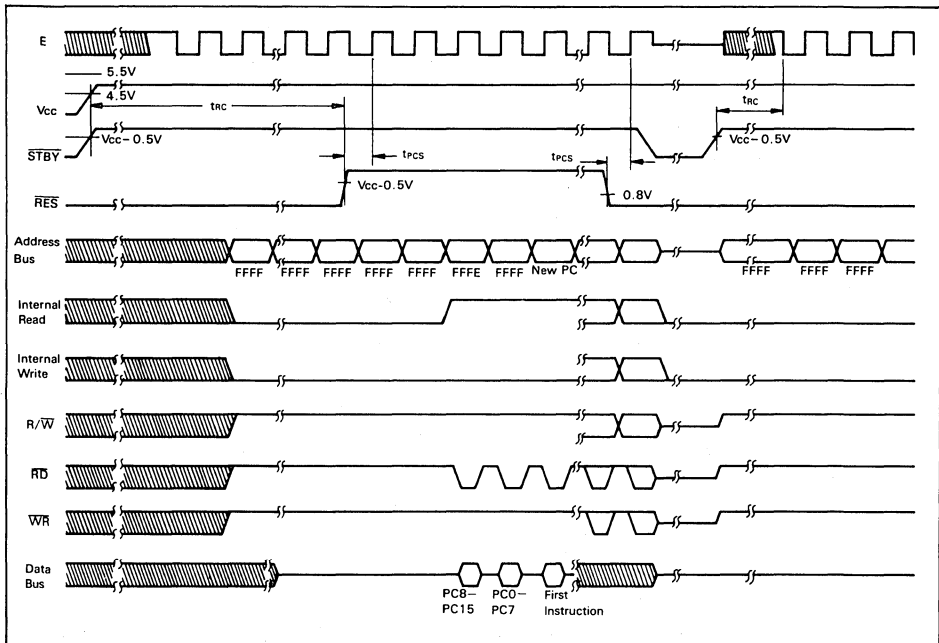 E
5.5V
4.5V
Vcc
tRC
tRC
Vcc−0.5V
Vcc−0.5V
STBY
tPCS
tPCS
Vcc-0.5V
0.8V
RES
Address
Bus
FFFF FFFF FFFF FFFF FFFF FFFE FFFF New PC FFFF FFFF FFFF
Internal
Read
Internal
Write
R/W
RD
WR
Data
Bus
PC8− PC0− First
PC15 PC7 Instruction